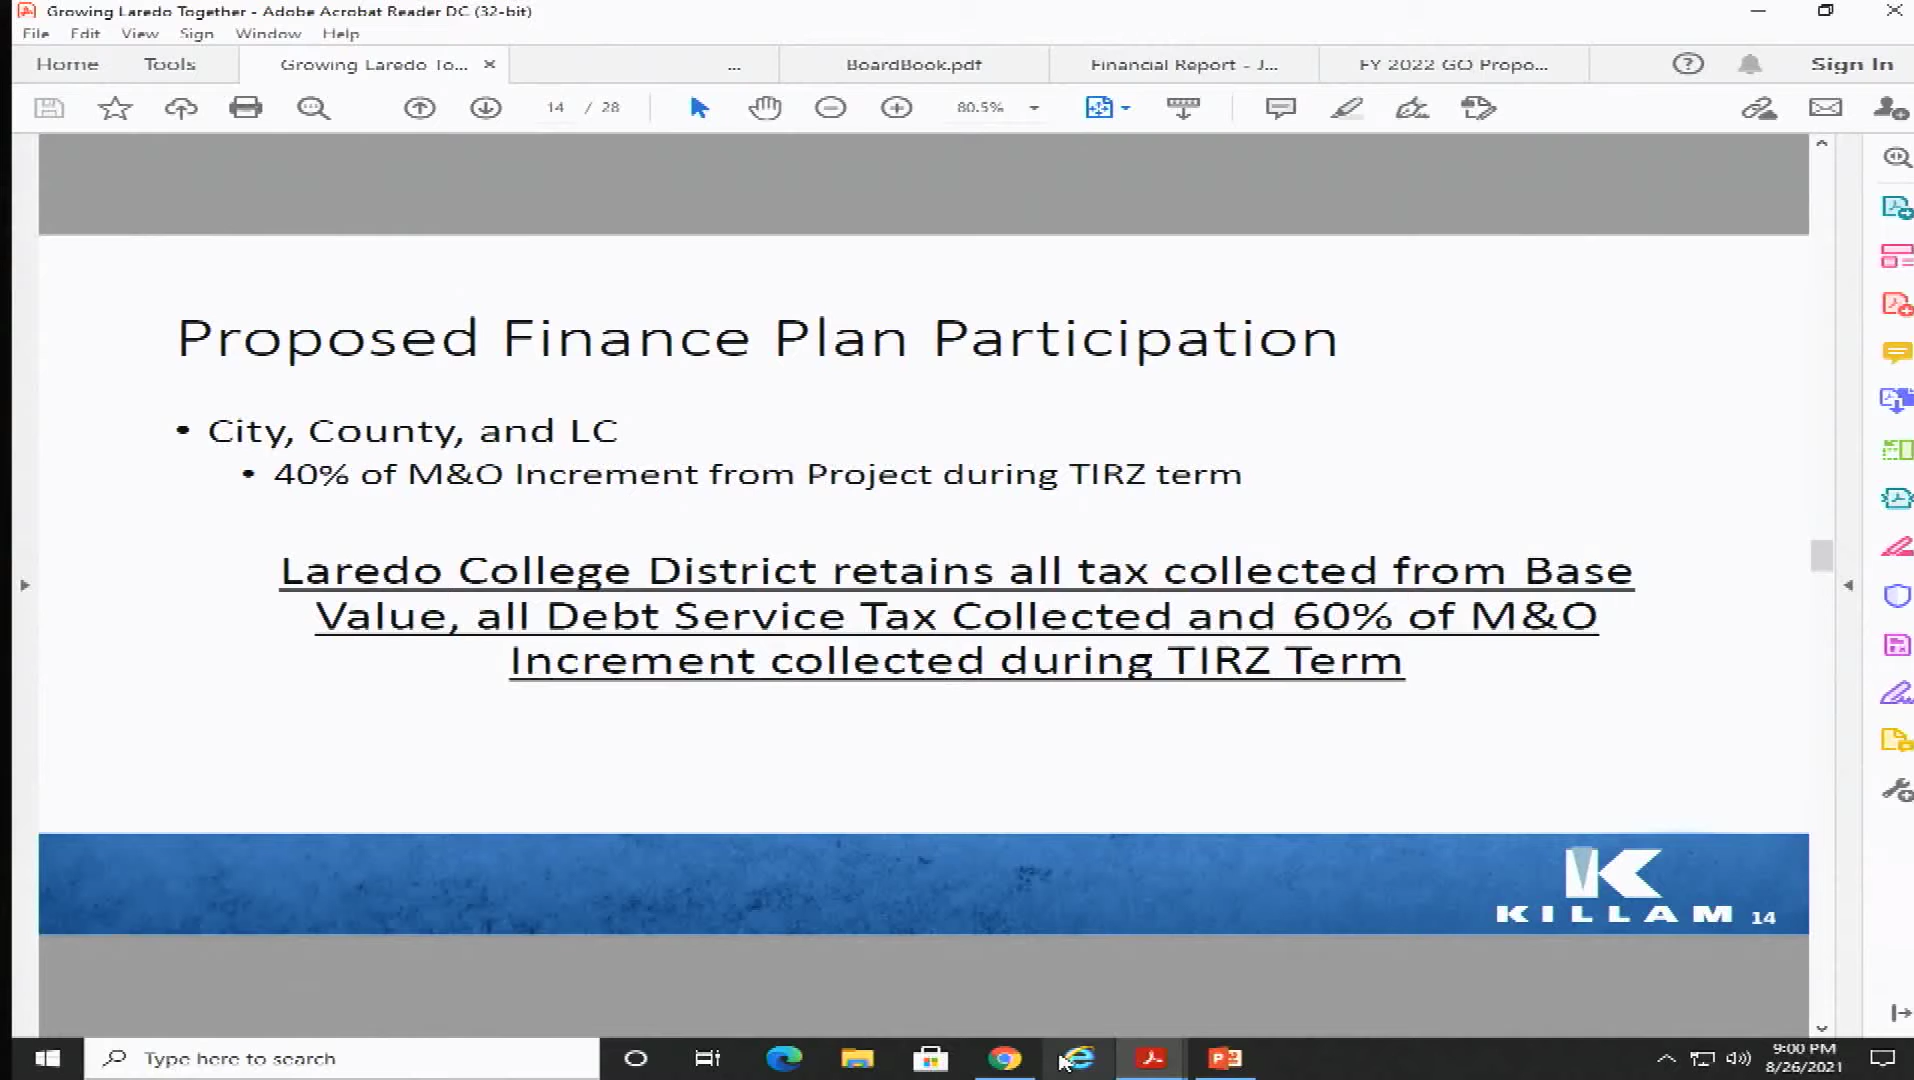 Growing Laredo Together - Adobe Acrobat Reader DC (32-bit)
File Edit View Sign Window Help
Home Tools Growing Laredo To... × ... BoardBook.pdf Financial Report - J... FY 2022 GO Propo... Sign In
14 / 28 80.5%
Proposed Finance Plan Participation
• City, County, and LC
• 40% of M&O Increment from Project during TIRZ term
Laredo College District retains all tax collected from Base
Value, all Debt Service Tax Collected and 60% of M&O
Increment collected during TIRZ Term
KILLAM 14
Type here to search
9:00 PM
8/26/2021